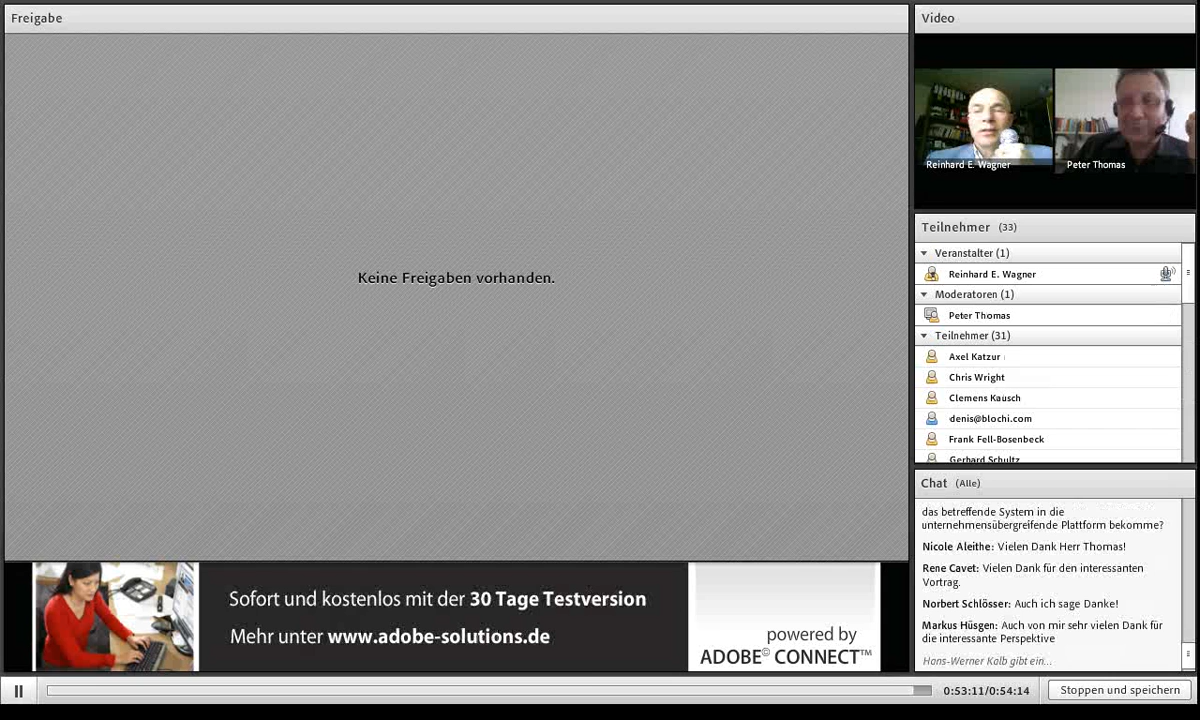 Freigabe
Keine Freigaben vorhanden.
Sofort und kostenlos mit der 30 Tage Testversion
Mehr unter www.adobe-solutions.de
powered by
ADOBE© CONNECT™
Video
Reinhard E. Wagner
Peter Thomas
Teilnehmer (33)
Veranstalter (1)
Reinhard E. Wagner
Moderatoren (1)
Peter Thomas
Teilnehmer (31)
Axel Katzur
Chris Wright
Clemens Kausch
denis@blochi.com
Frank Fell-Bosenbeck
Gerhard Schultz
Chat (Alle)
das betreffende System in die
unternehmensübergreifende Plattform bekomme?
Nicole Aleithe: Vielen Dank Herr Thomas!
Rene Cavet: Vielen Dank für den interessanten
Vortrag.
Norbert Schlösser: Auch ich sage Danke!
Markus Hüsgen: Auch von mir sehr vielen Dank für
die interessante Perspektive
Hans-Werner Kolb gibt ein...
0:53:11/0:54:14
Stoppen und speichern